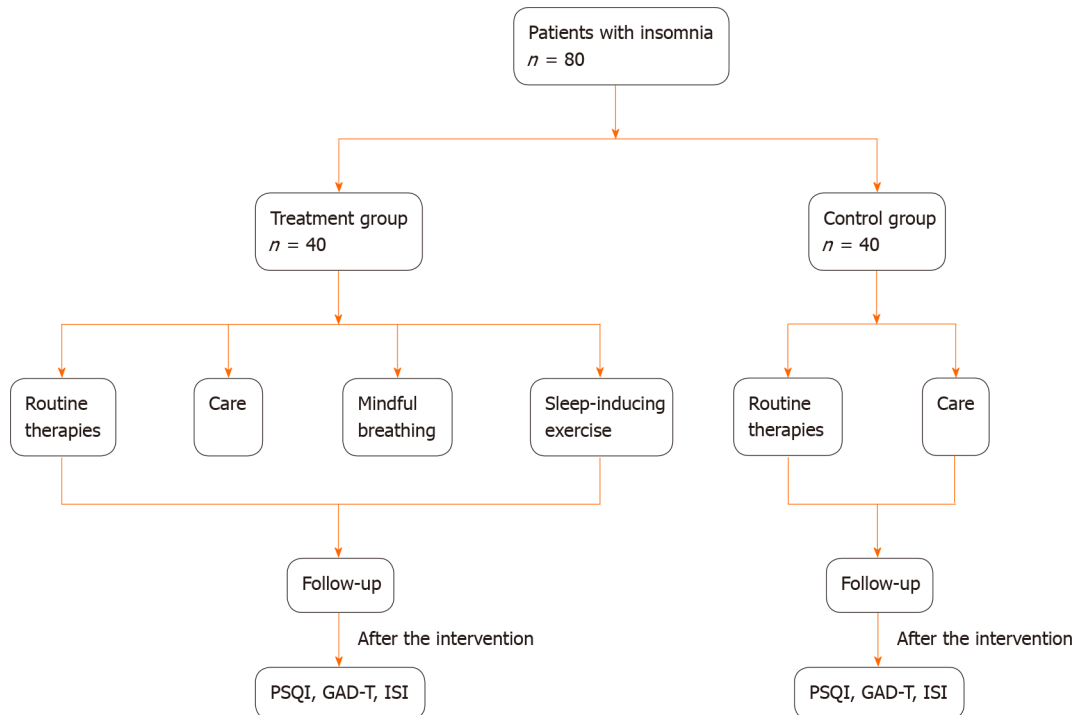 Patients with insomnia
n = 80
Treatment group
n = 40
Control group
n = 40
Routine
therapies
Care
Mindful
breathing
Sleep-inducing
exercise
Routine
therapies
Care
Follow-up
Follow-up
After the intervention
After the intervention
PSQI, GAD-T, ISI
PSQI, GAD-T, ISI